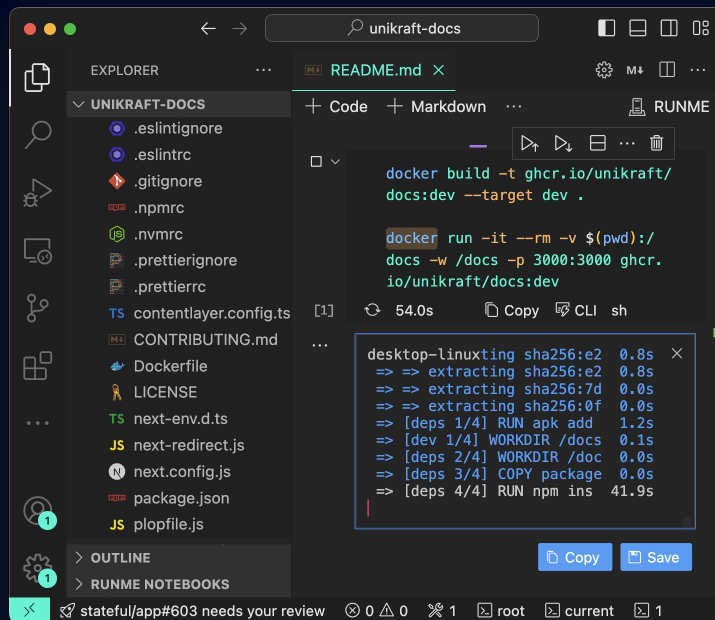 unikraft-docs
EXPLORER
README.md
UNIKRAFT-DOCS
Code
Markdown
RUNME
.eslintignore
.eslintrc
.gitignore
.npmrc
.nvmrc
.prettierignore
.prettierrc
TS contentlayer.config.ts
CONTRIBUTING.md
Dockerfile
LICENSE
TS next-env.d.ts
JS next-redirect.js
N next.config.js
package.json
JS plopfile.js
OUTLINE
RUNME NOTEBOOKS
1
1
docker build -t ghcr.io/unikraft/
docs:dev --target dev .
docker run -it --rm -v $(pwd):/
docs -w /docs -p 3000:3000 ghcr.
io/unikraft/docs:dev
[1] 54.0s Copy CLI sh
desktop-linuxting sha256:e2 0.8s
=> => extracting sha256:e2 0.8s
=> => extracting sha256:7d 0.0s
=> => extracting sha256:0f 0.0s
=> [deps 1/4] RUN apk add 1.2s
=> [dev 1/4] WORKDIR /docs 0.1s
=> [deps 2/4] WORKDIR /doc 0.0s
=> [deps 3/4] COPY package 0.0s
=> [deps 4/4] RUN npm ins 41.9s
Copy
Save
stateful/app#603 needs your review 0 0 1 root current 1